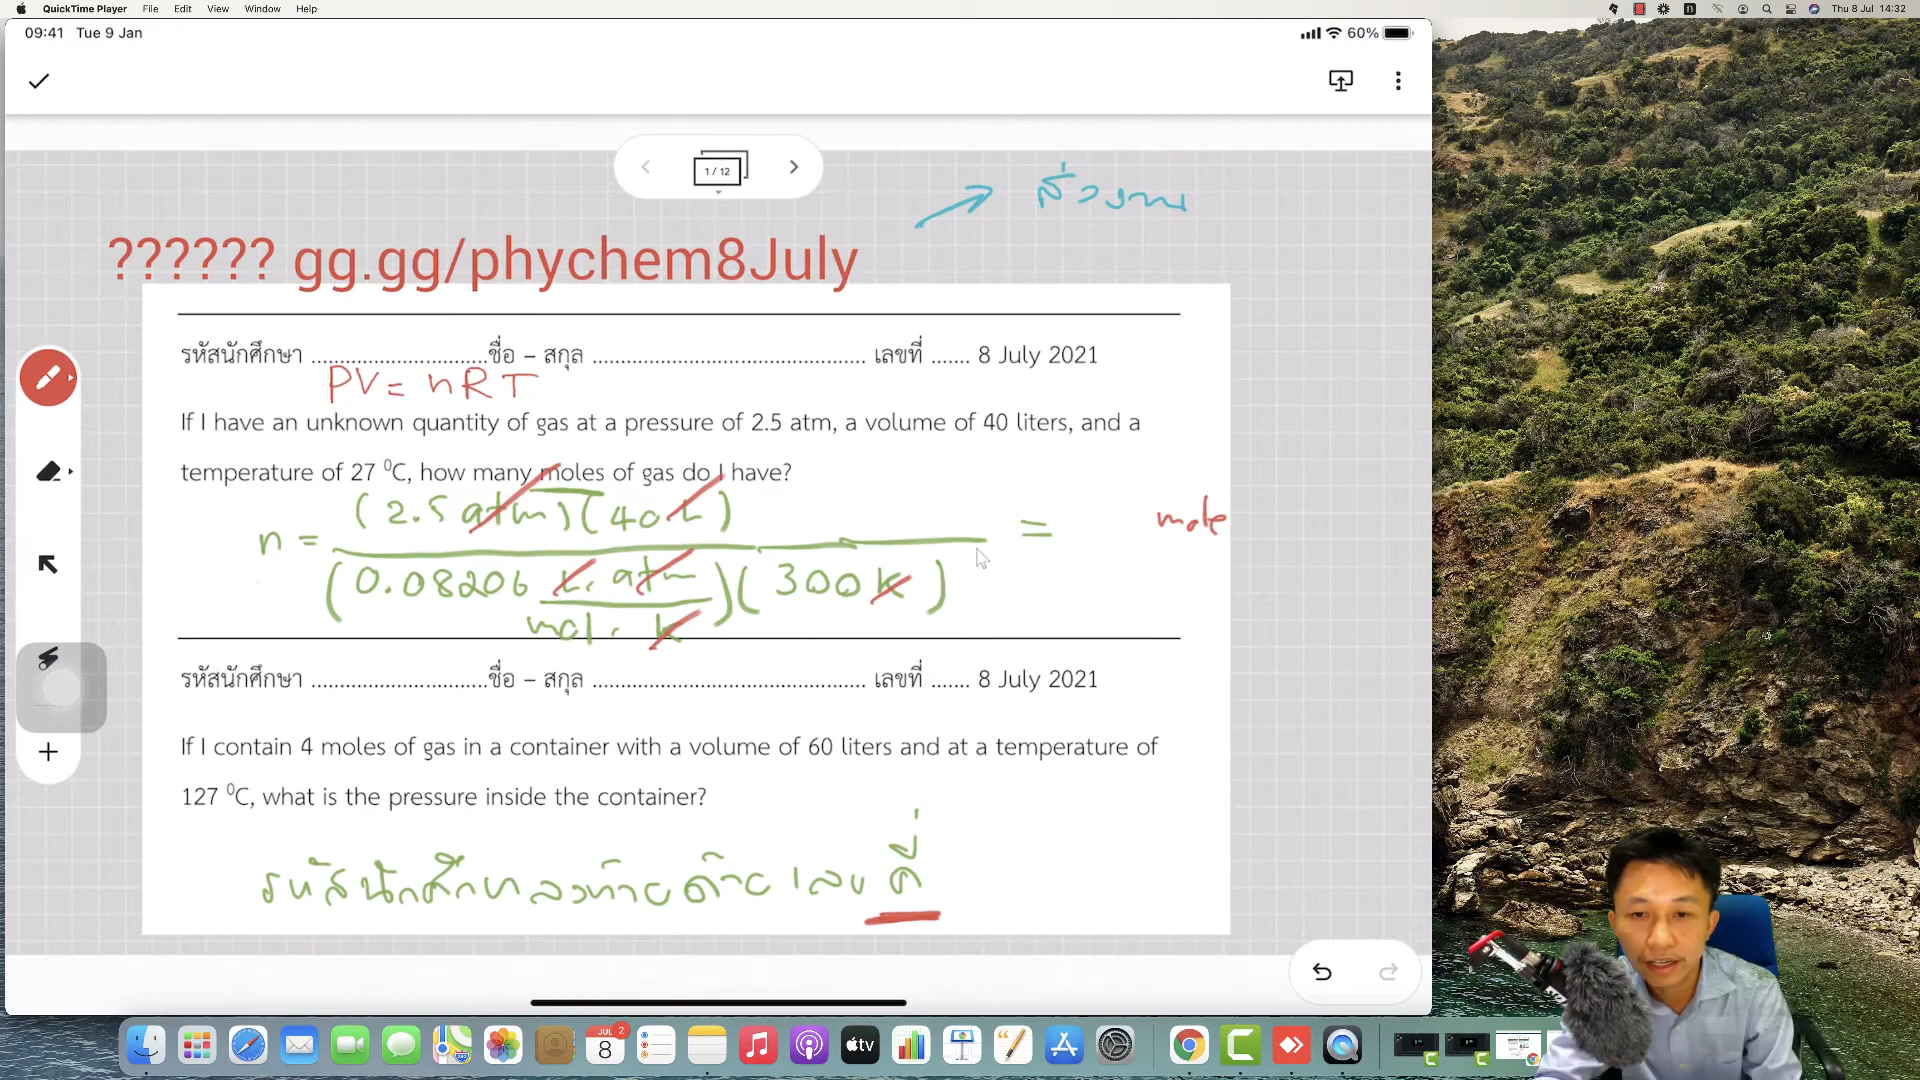 QuickTime Player File Edit View Window Help
Thu 8 Jul 14:32
09:41 Tue 9 Jan
60%
1 / 12
ส่งงาน
?????? gg.gg/phychem8July
รหัสนักศึกษา ..............................ชื่อ – สกุล .............................................. เลขที่ ....... 8 July 2021
PV = nRT
If I have an unknown quantity of gas at a pressure of 2.5 atm, a volume of 40 liters, and a
temperature of 27 ⁰C, how many moles of gas do I have?
(2.5 atm)(40 L)
n = =
mole
(0.08206 L. atm)(300 K)
mol. K
รหัสนักศึกษา ..............................ชื่อ – สกุล .............................................. เลขที่ ....... 8 July 2021
If I contain 4 moles of gas in a container with a volume of 60 liters and at a temperature of
127 ⁰C, what is the pressure inside the container?
รหัสนักศึกษาลงท้ายด้วยเลขคี่
JUL 2
8
tv